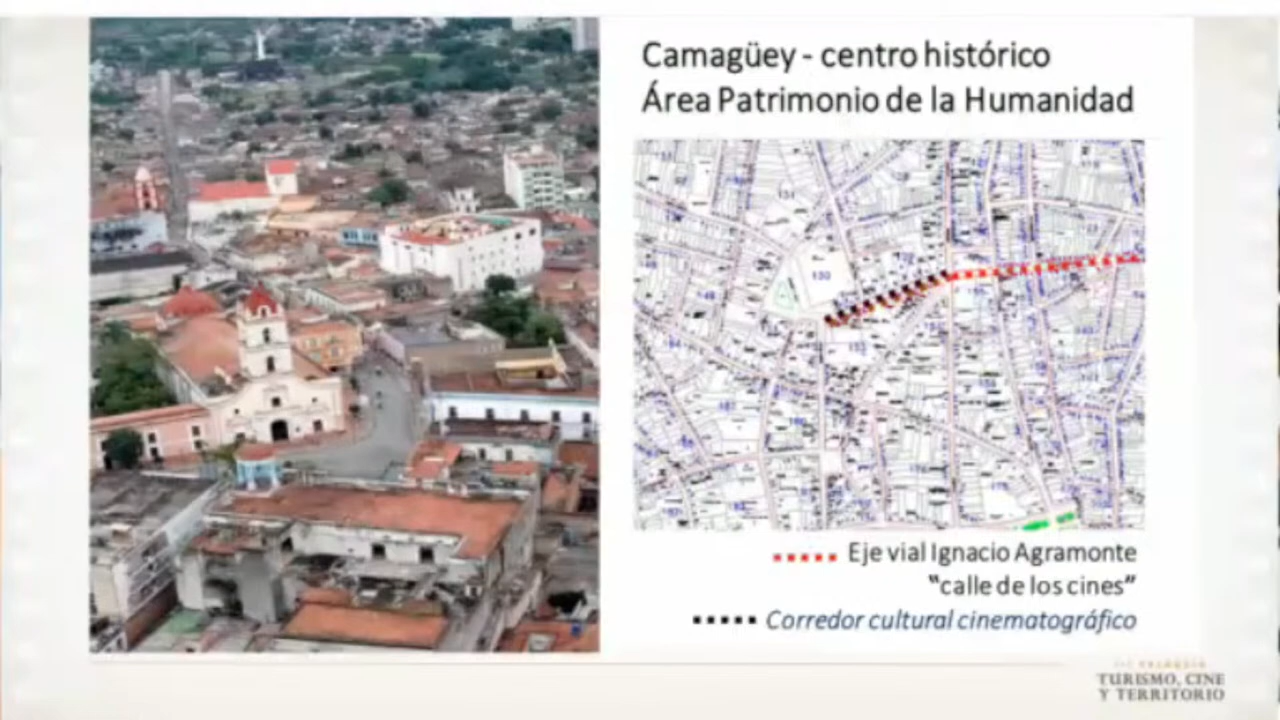 Camagüey - centro histórico
Área Patrimonio de la Humanidad
130
Eje vial Ignacio Agramonte
"calle de los cines"
Corredor cultural cinematográfico
TURISMO, CINE
Y TERRITORIO